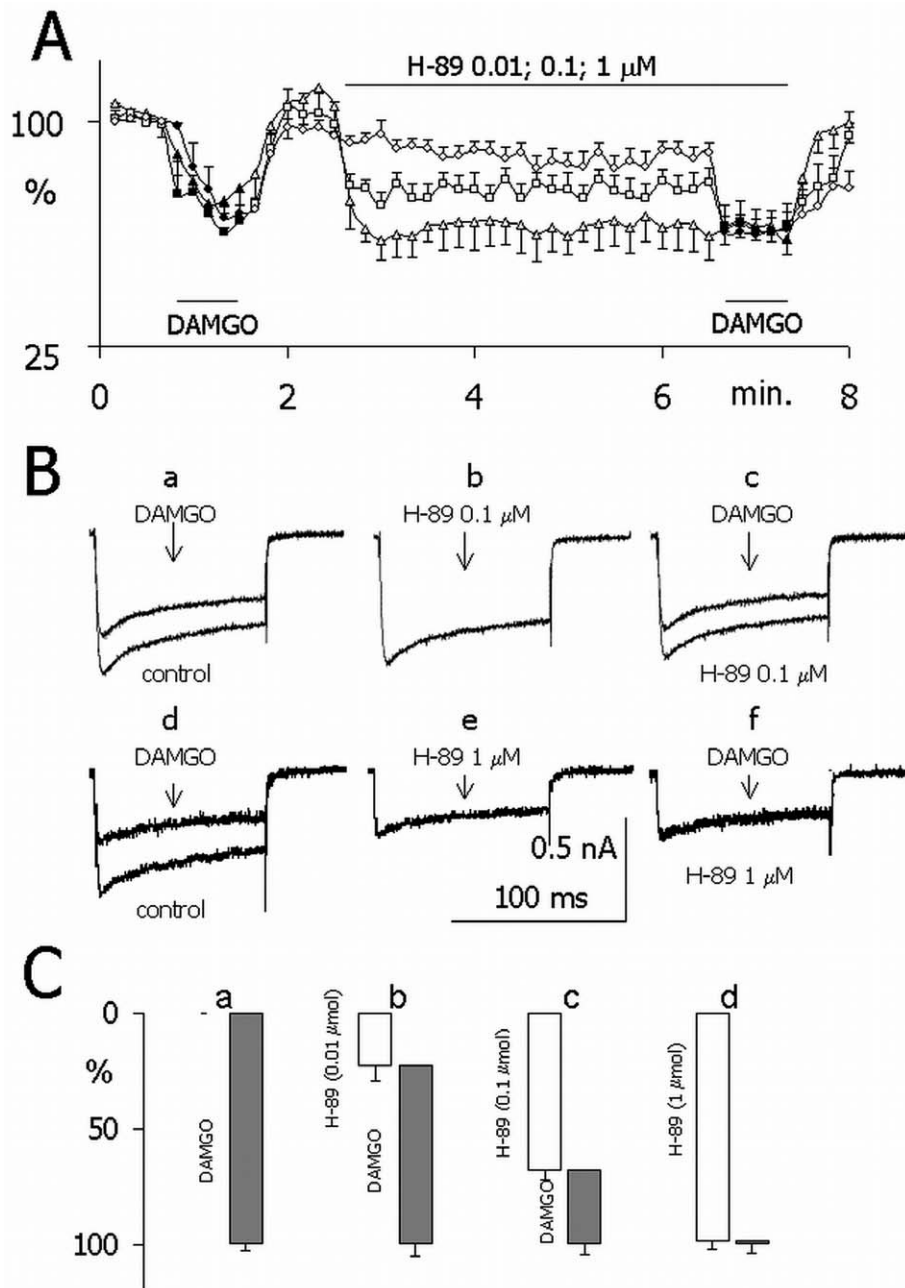 A
H-89 0.01; 0.1; 1 μM
100
%
DAMGO
DAMGO
25
0
2
4
6
min.
8
B
a
b
c
DAMGO
H-89 0.1 μM
DAMGO
control
H-89 0.1 μM
d
e
f
DAMGO
H-89 1 μM
DAMGO
control
0.5 nA
100 ms
H-89 1 μM
C
a
b
c
d
0
%
50
100
DAMGO
H-89 (0.01 μmol)
DAMGO
H-89 (0.1 μmol)
DAMGO
H-89 (1 μmol)